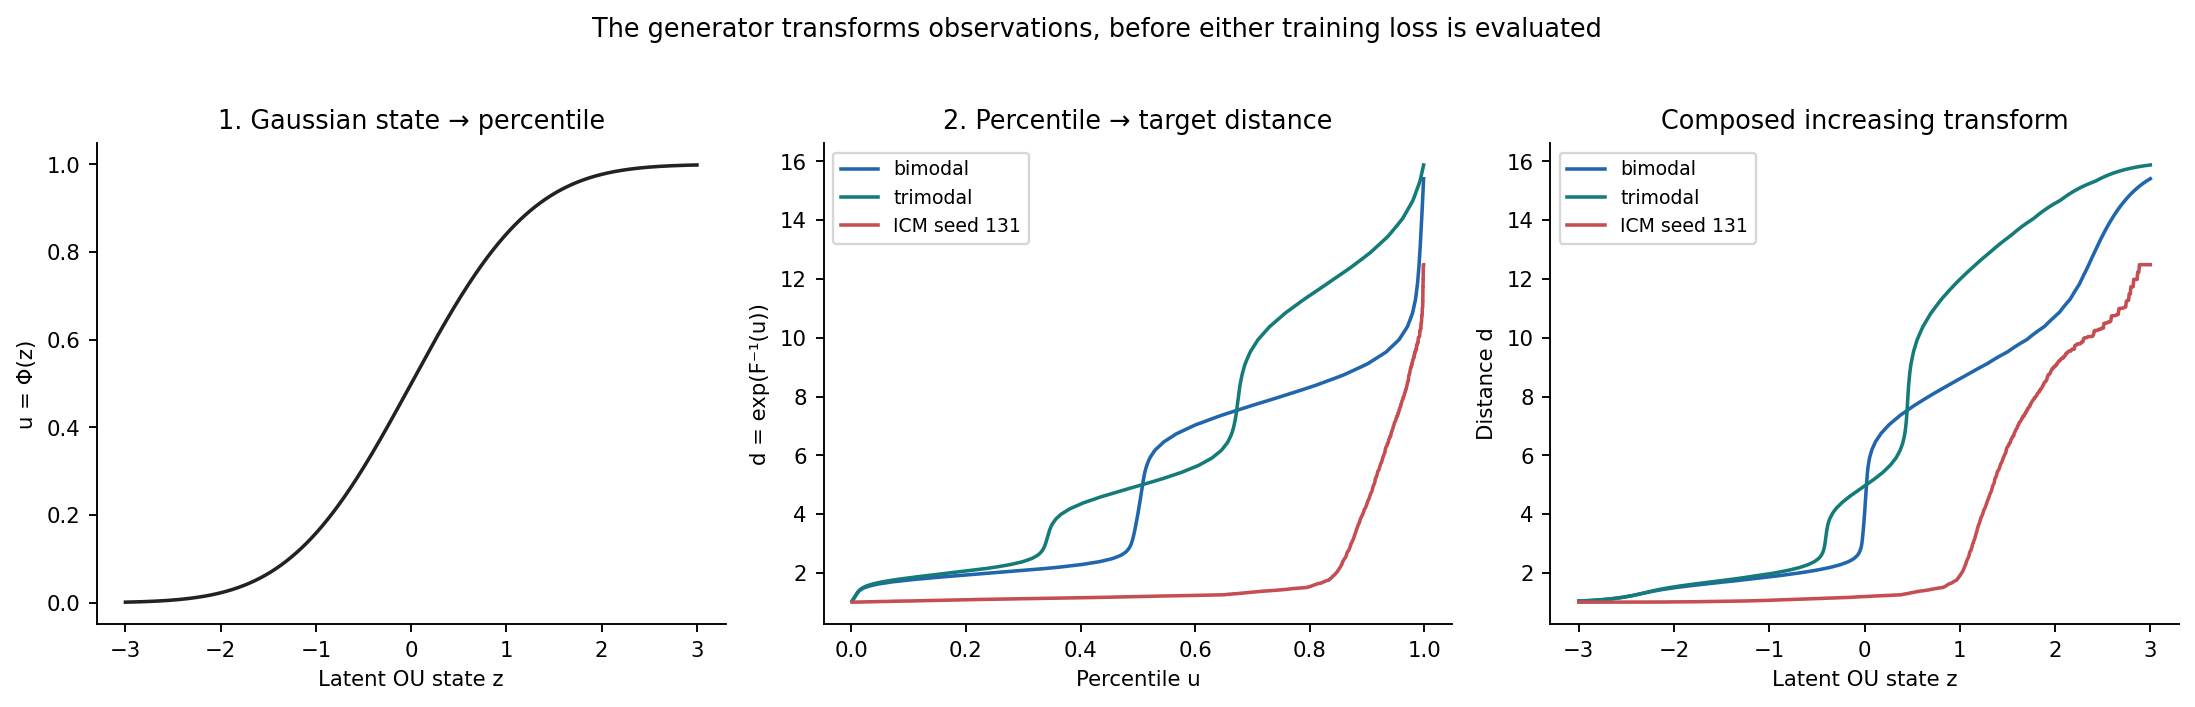 The generator transforms observations, before either training loss is evaluated
1. Gaussian state → percentile
u = Φ(z)
1.0
0.8
0.6
0.4
0.2
0.0
−3 −2 −1 0 1 2 3
Latent OU state z
2. Percentile → target distance
d = exp(F⁻¹(u))
16
14
12
10
8
6
4
2
bimodal
trimodal
ICM seed 131
0.0 0.2 0.4 0.6 0.8 1.0
Percentile u
Composed increasing transform
Distance d
16
14
12
10
8
6
4
2
bimodal
trimodal
ICM seed 131
−3 −2 −1 0 1 2 3
Latent OU state z